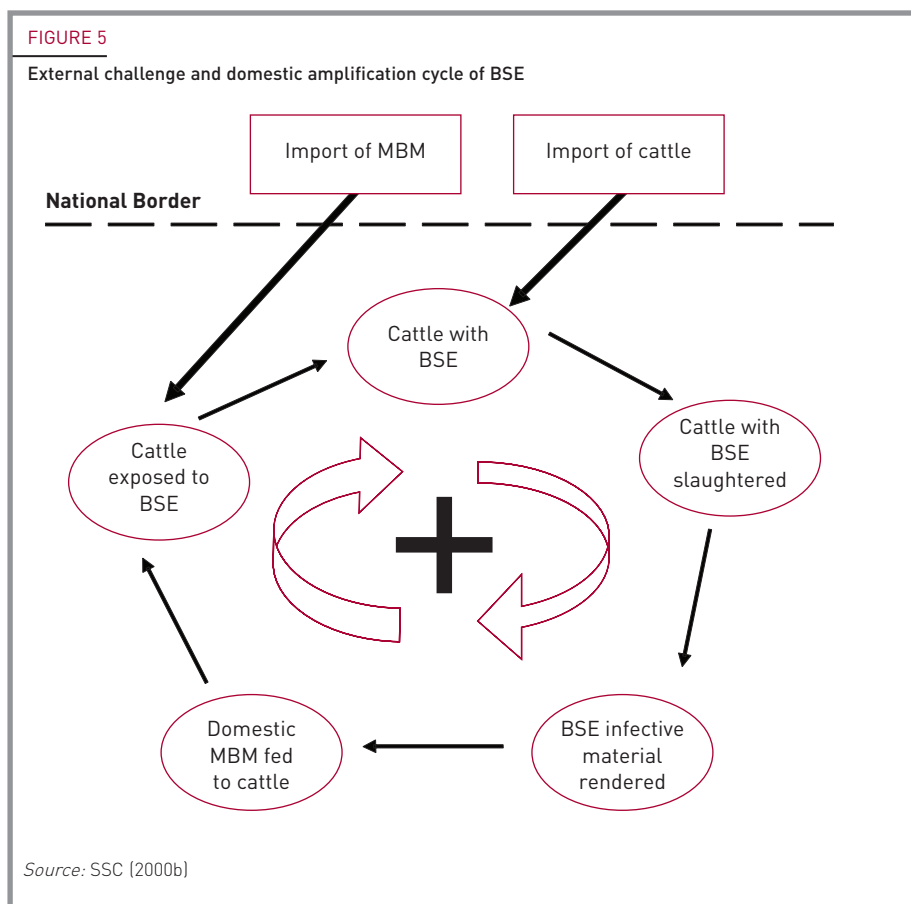 FIGURE 5
External challenge and domestic amplification cycle of BSE
Import of MBM
Import of cattle
National Border
Cattle with
BSE
Cattle
exposed to
BSE
Cattle with
BSE
slaughtered
Domestic
MBM fed
to cattle
BSE infective
material
rendered
Source: SSC (2000b)